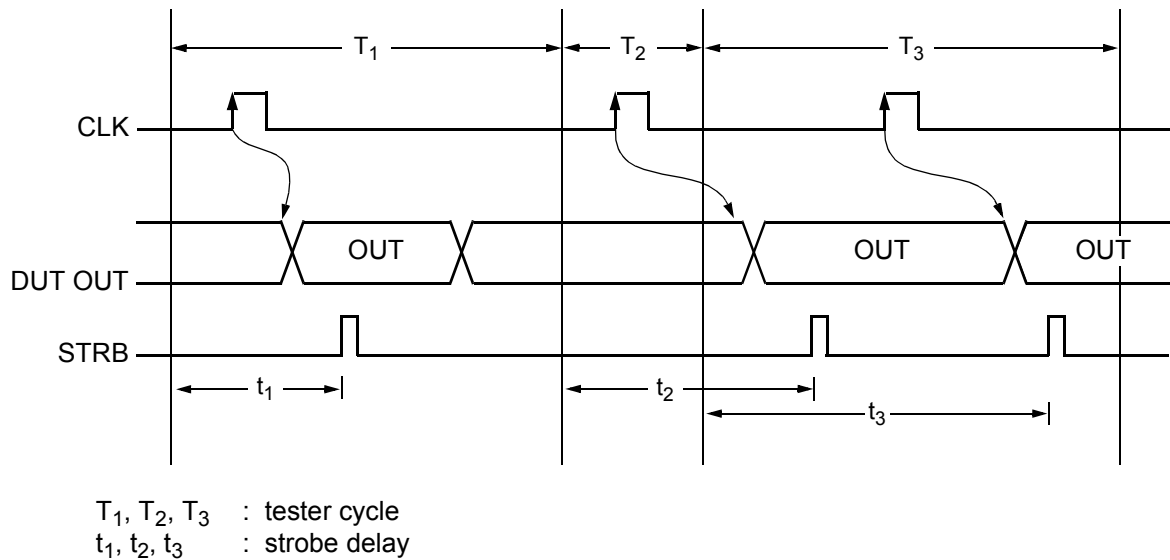 T1 T2 T3
CLK
OUT OUT OUT
DUT OUT
STRB
t1 t2
t3
T1, T2, T3 : tester cycle
t1, t2, t3 : strobe delay